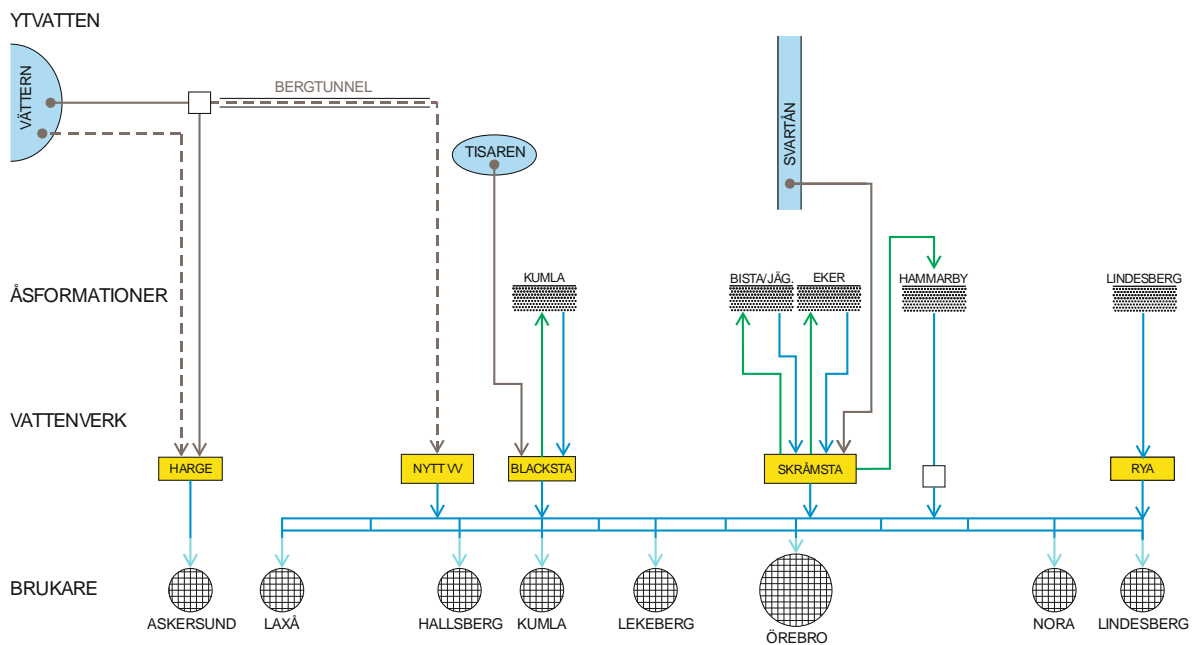 YTVATTEN
VÄTTERN
BERGTUNNEL
TISAREN
SVARTÅN
ÅSFORMATIONER
KUMLA
BISTA/JÄG.
EKER
HAMMARBY
LINDESBERG
VATTENVERK
HARGE
NYTT VV
BLACKSTA
SKRÅMSTA
RYA
BRUKARE
ASKERSUND
LAXÅ
HALLSBERG
KUMLA
LEKEBERG
ÖREBRO
NORA
LINDESBERG